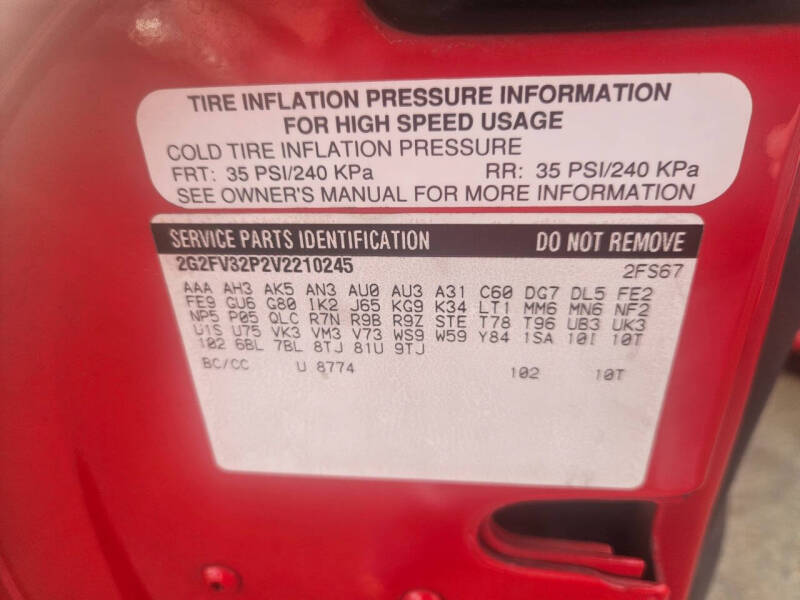 TIRE INFLATION PRESSURE INFORMATION
FOR HIGH SPEED USAGE
COLD TIRE INFLATION PRESSURE
FRT: 35 PSI/240 KPa RR: 35 PSI/240 KPa
SEE OWNER'S MANUAL FOR MORE INFORMATION
SERVICE PARTS IDENTIFICATION DO NOT REMOVE
2G2FV32P2V2210245 2FS67
AAA AH3 AK5 AN3 AU0 AU3 A31 C60 DG7 DL5 FE2
FE9 GU6 G80 IK2 J65 KG9 K34 LT1 MM6 MN6 NF2
NP5 P05 QLC R7N R9B R9Z STE T78 T96 UB3 UK3
U1S U75 VK3 VM3 V73 WS9 W59 Y84 1SA 10I 10T
102 6BL 7BL 8TJ 81U 9TJ
BC/CC U 8774 102 10T